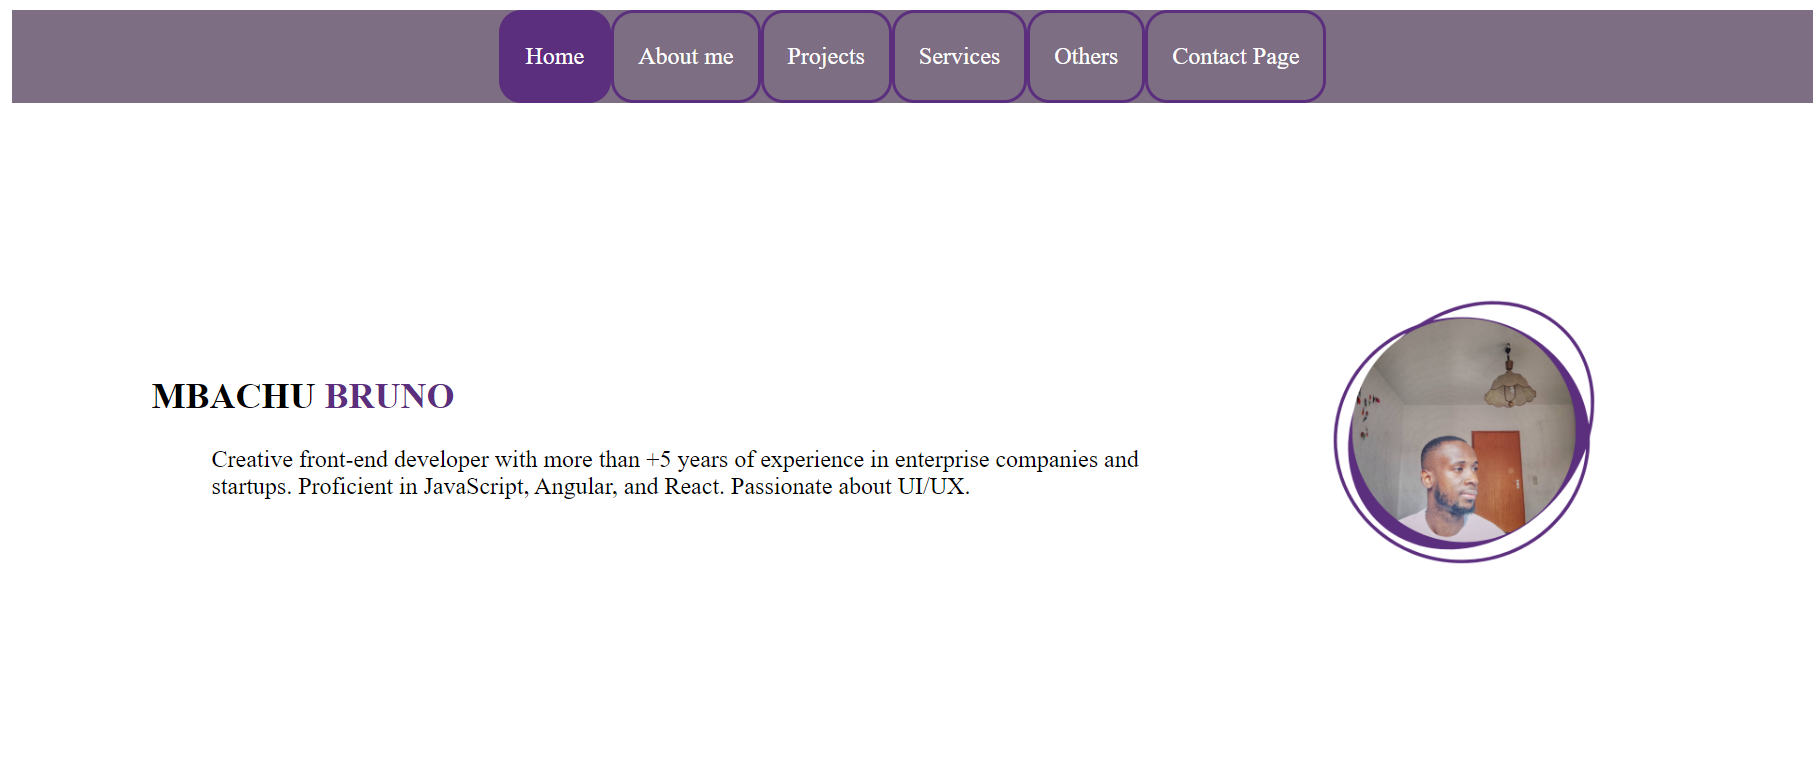 Home About me Projects Services Others Contact Page
MBACHU BRUNO
Creative front-end developer with more than +5 years of experience in enterprise companies and
startups. Proficient in JavaScript, Angular, and React. Passionate about UI/UX.